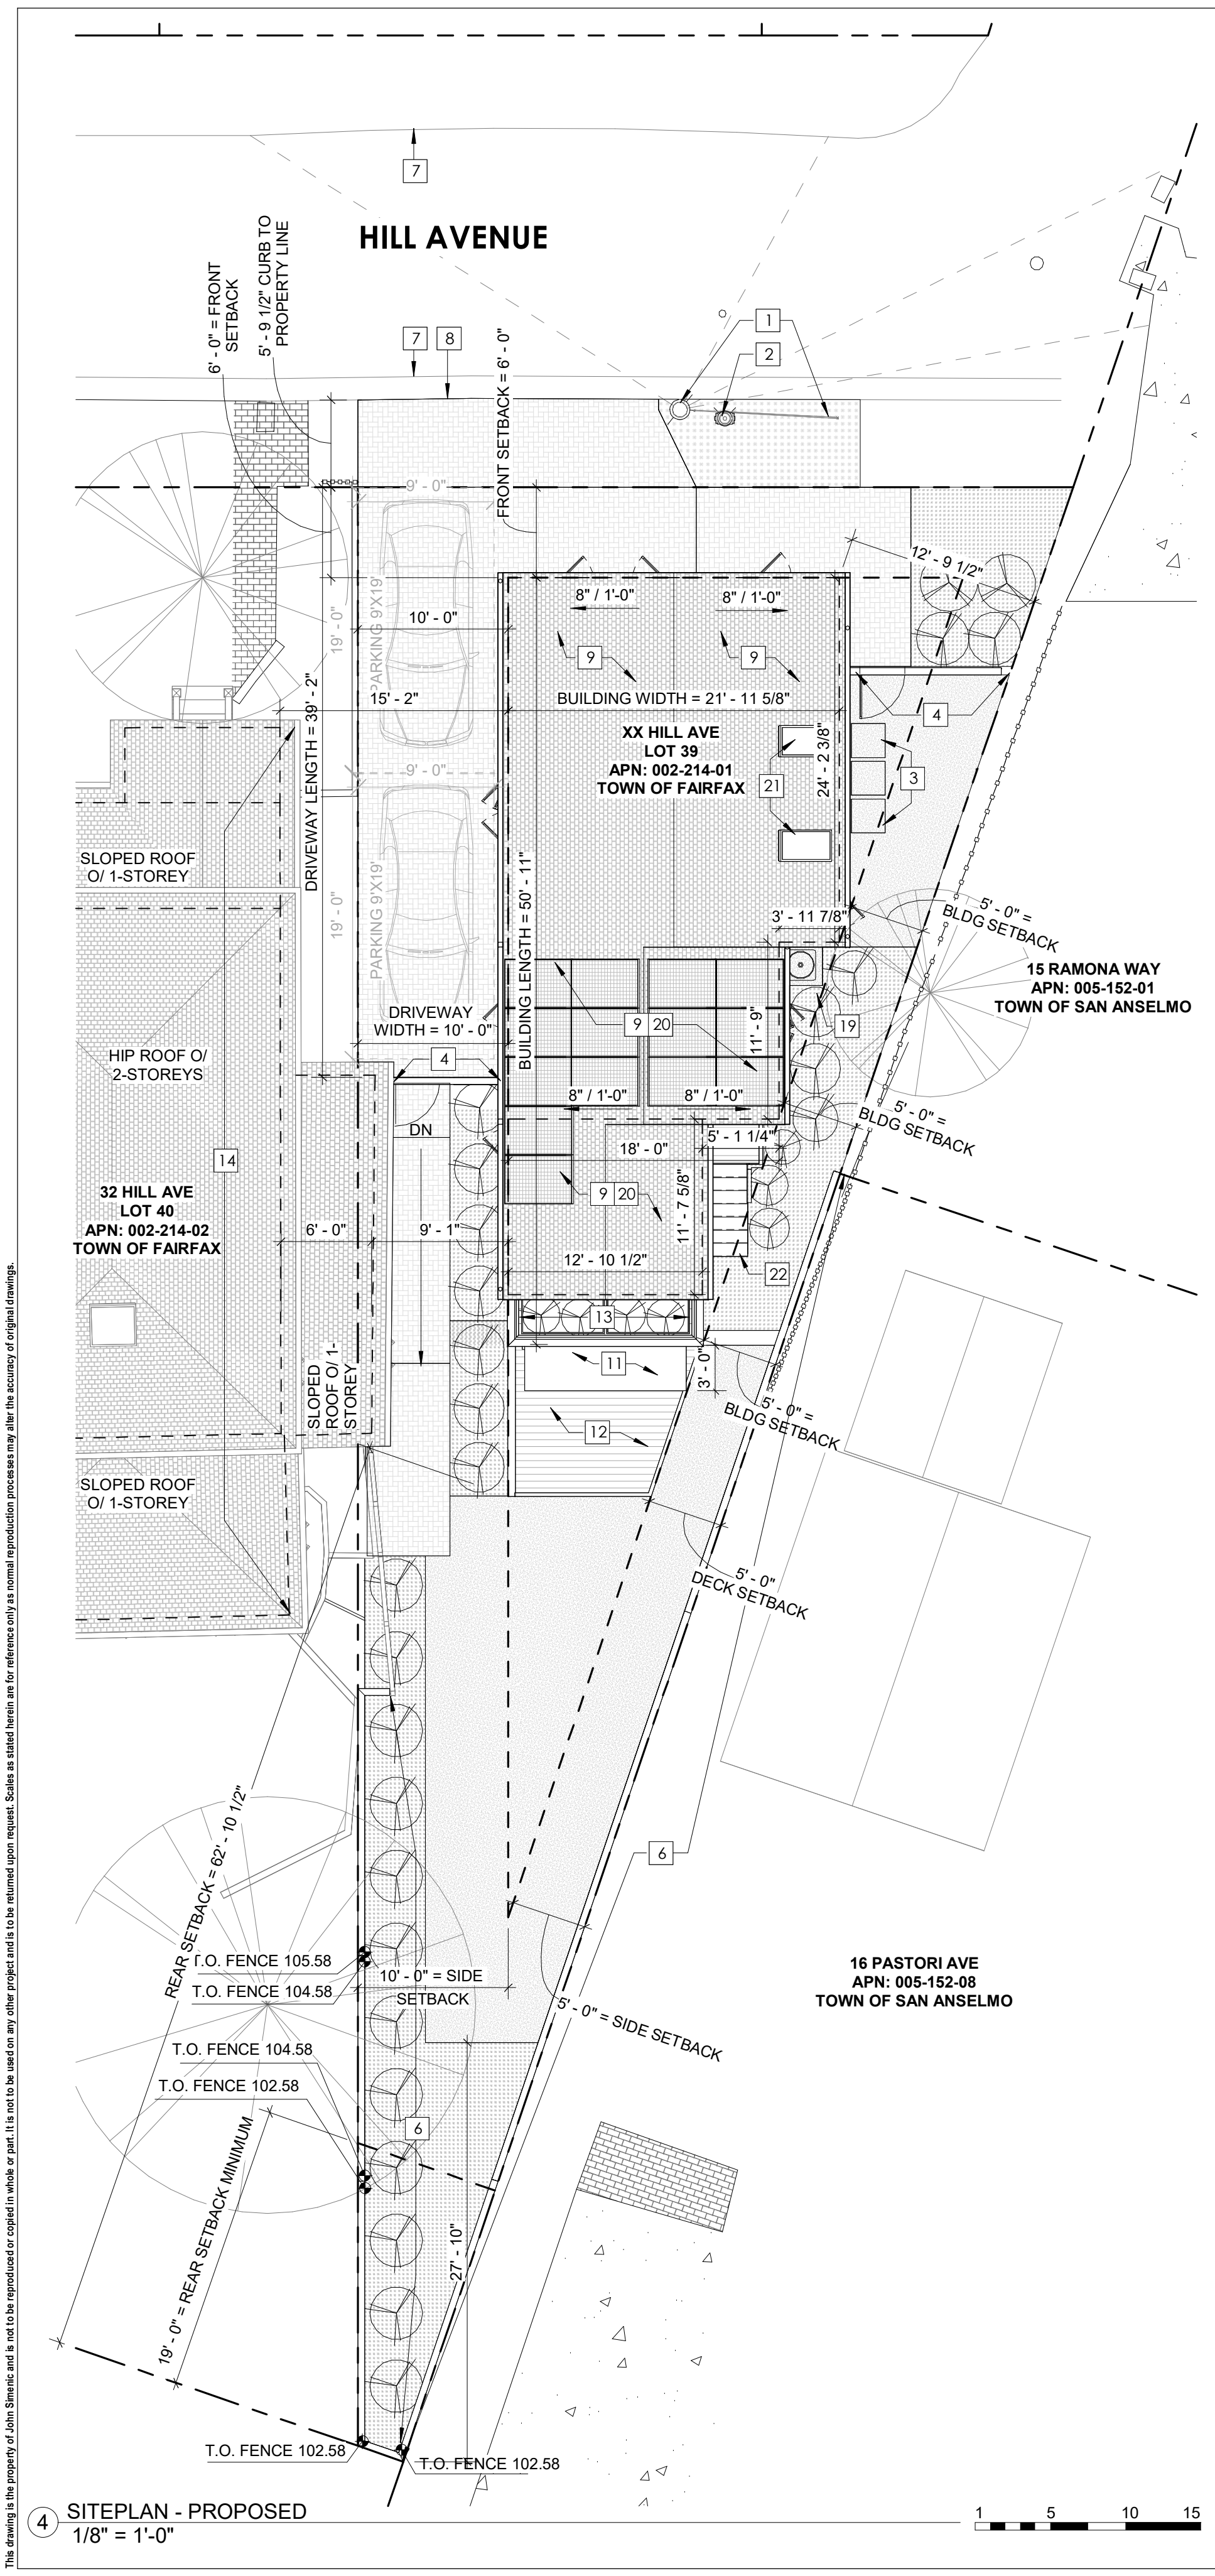 7
HILL AVENUE
6' - 0" = FRONT
SETBACK
5' - 9 1/2" CURB TO
PROPERTY LINE
7
8
1
2
FRONT SETBACK = 6' - 0"
9' - 0"
12' - 9 1/2"
8" / 1'-0"
8" / 1'-0"
10' - 0"
19' - 0"
PARKING 9'X19'
9
9
15' - 2"
BUILDING WIDTH = 21' - 11 5/8"
DRIVEWAY LENGTH = 39' - 2"
4
XX HILL AVE
LOT 39
APN: 002-214-01
TOWN OF FAIRFAX
24' - 2 3/8"
21
3
9' - 0"
SLOPED ROOF
O/ 1-STOREY
19' - 0"
PARKING 9'X19'
BUILDING LENGTH = 50' - 11"
3' - 11 7/8"
5' - 0" =
BLDG SETBACK
15 RAMONA WAY
APN: 005-152-01
TOWN OF SAN ANSELMO
DRIVEWAY
WIDTH = 10' - 0"
9
20
11' - 9"
19
HIP ROOF O/
2-STOREYS
4
8" / 1'-0"
8" / 1'-0"
5' - 0"=
BLDG SETBACK
DN
5' - 1 1/4"
18' - 0"
14
32 HILL AVE
LOT 40
APN: 002-214-02
TOWN OF FAIRFAX
9
20
11' - 7 5/8"
6' - 0"
9' - 1"
12' - 10 1/2"
22
13
SLOPED
ROOF O/ 1-
STOREY
11
3' - 0"
5' - 0" =
BLDG SETBACK
12
SLOPED ROOF
O/ 1-STOREY
5' - 0"
DECK SETBACK
REAR SETBACK = 62' - 10 1/2"
6
T.O. FENCE 105.58
T.O. FENCE 104.58
10' - 0" = SIDE
SETBACK
5' - 0" = SIDE SETBACK
16 PASTORI AVE
APN: 005-152-08
TOWN OF SAN ANSELMO
T.O. FENCE 104.58
T.O. FENCE 102.58
6
19' - 0" = REAR SETBACK MINIMUM
27' - 10"
T.O. FENCE 102.58
T.O. FENCE 102.58
4
SITEPLAN - PROPOSED
1/8" = 1'-0"
1 5 10 15
This drawing is the property of John Simenic and is not to be reproduced or copied in whole or part. It is not to be used on any other project and is to be returned upon request. Scales as stated herein are for reference only as normal reproduction processes may alter the accuracy of original drawings.